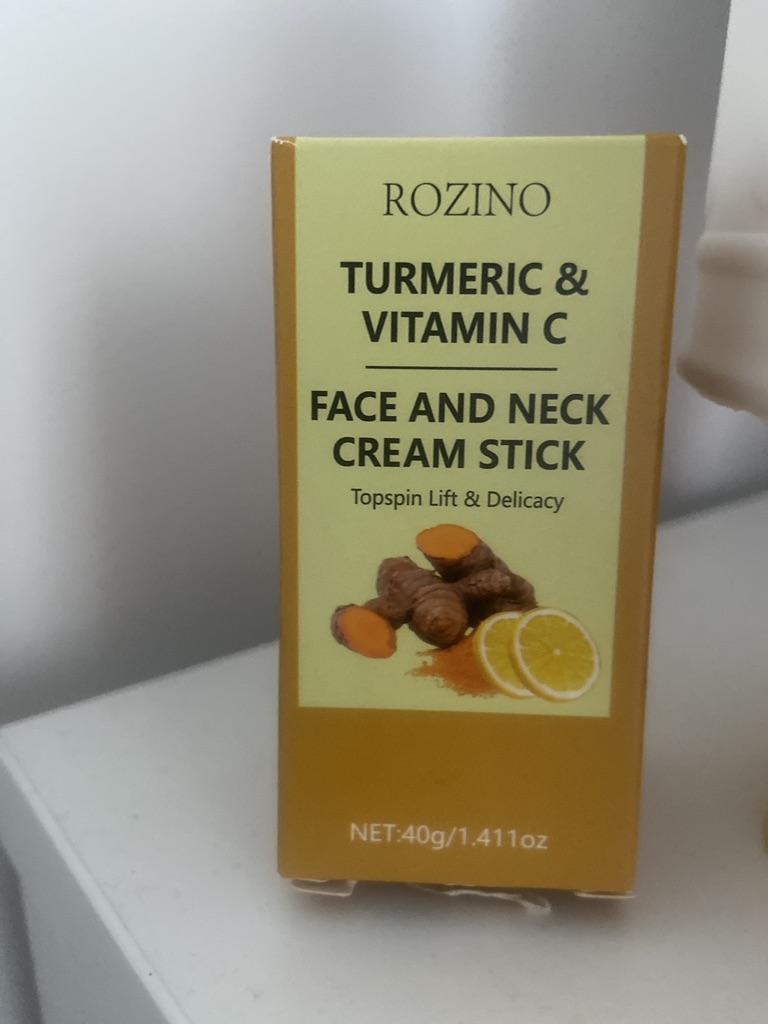 ROZINO
TURMERIC &
VITAMIN C
FACE AND NECK
CREAM STICK
Topspin Lift & Delicacy
NET:40g/1.411oz